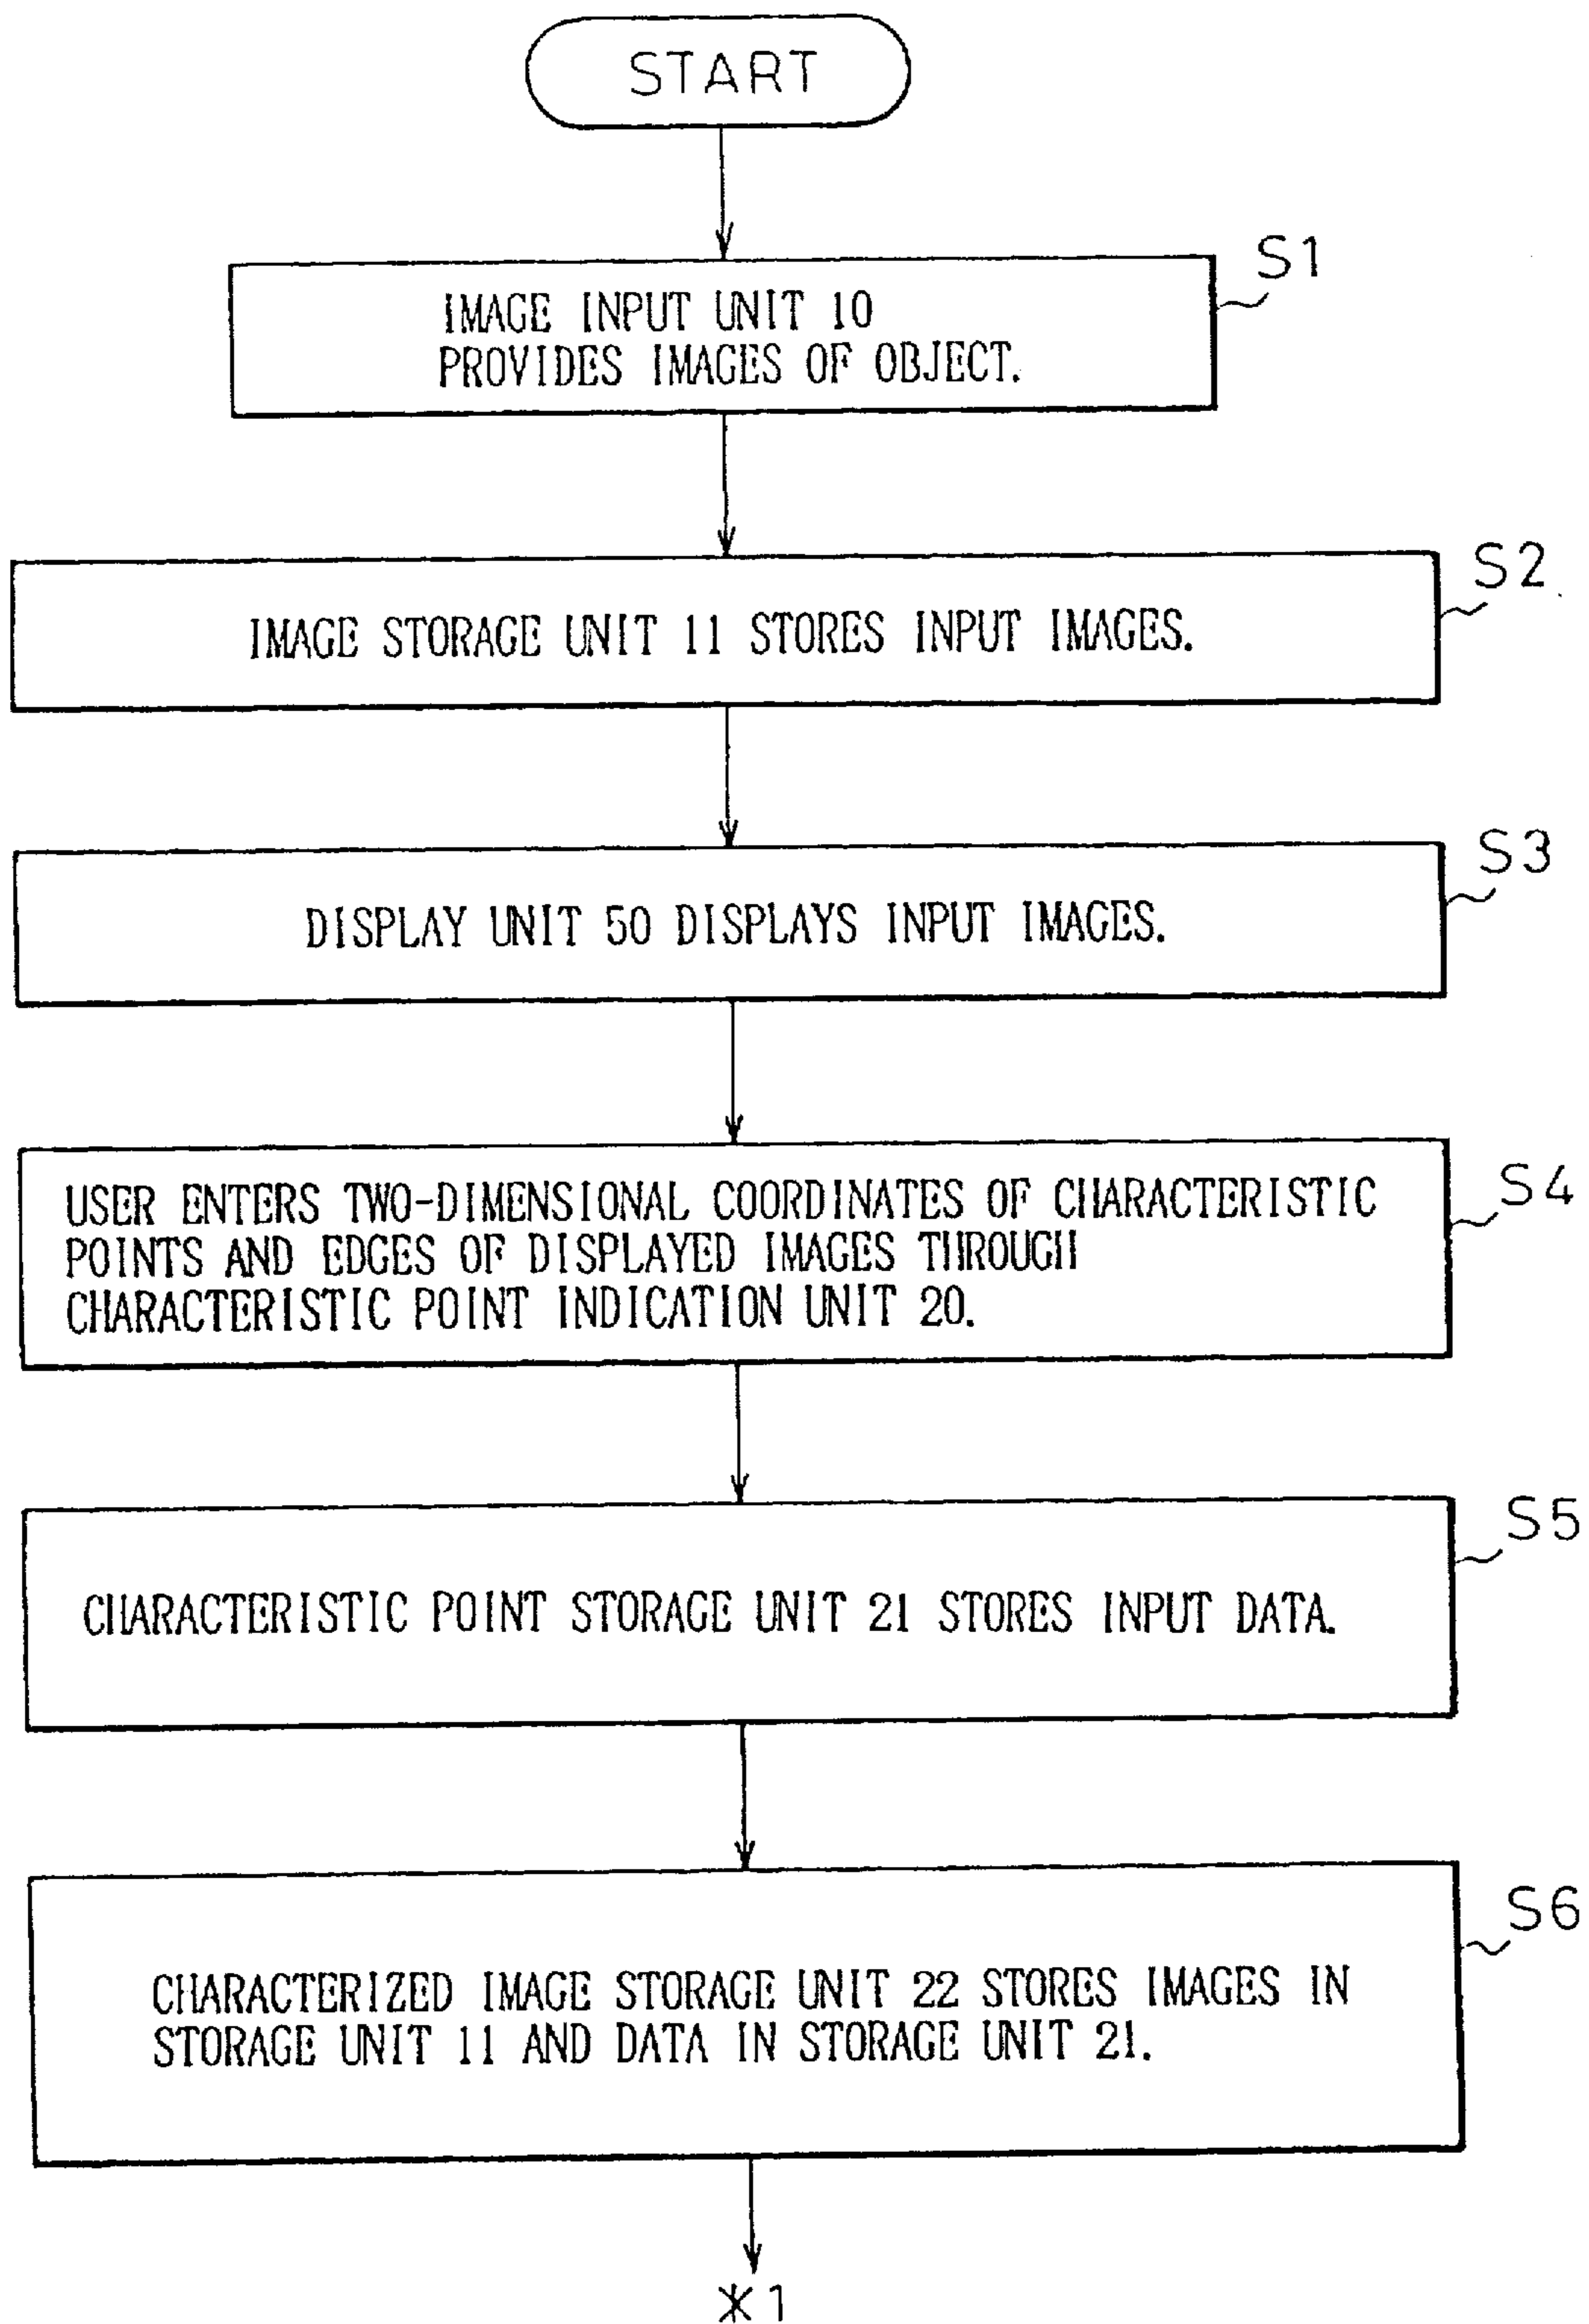 START
S1
IMAGE INPUT UNIT 10
PROVIDES IMAGES OF OBJECT.
S2
IMAGE STORAGE UNIT 11 STORES INPUT IMAGES.
S3
DISPLAY UNIT 50 DISPLAYS INPUT IMAGES.
S4
USER ENTERS TWO-DIMENSIONAL COORDINATES OF CHARACTERISTIC
POINTS AND EDGES OF DISPLAYED IMAGES THROUGH
CHARACTERISTIC POINT INDICATION UNIT 20.
S5
CHARACTERISTIC POINT STORAGE UNIT 21 STORES INPUT DATA.
S6
CHARACTERIZED IMAGE STORAGE UNIT 22 STORES IMAGES IN
STORAGE UNIT 11 AND DATA IN STORAGE UNIT 21.
*1